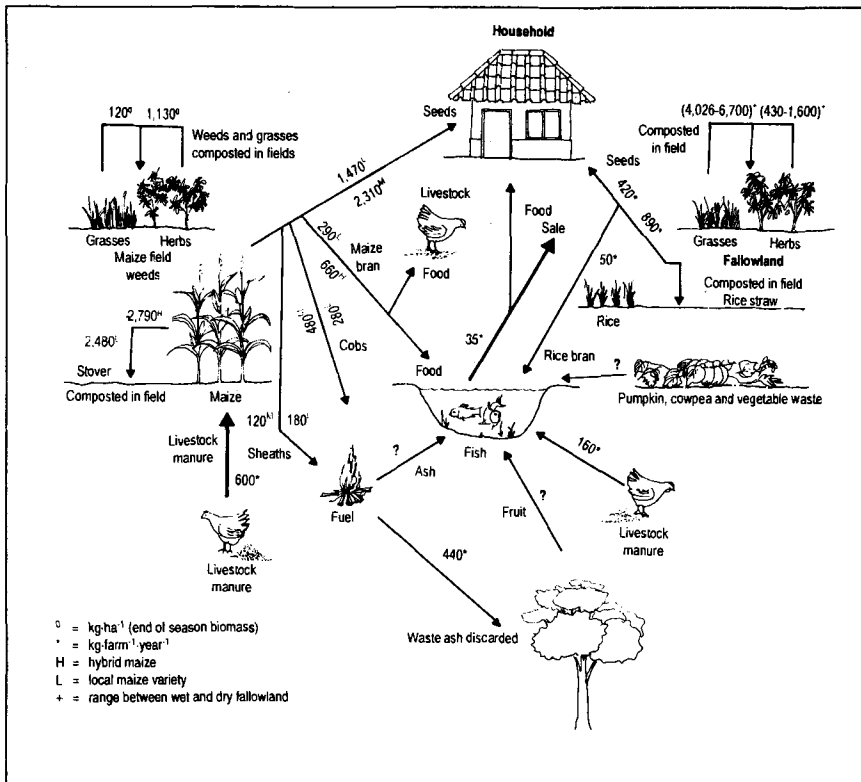 Household
Seeds
120⁰ 1,130⁰
Weeds and grasses
composted in fields
Grasses Herbs
Maize field
weeds
(4,026-6,700)⁺ (430-1,600)⁺
Composted
in field
Grasses Herbs
Fallowland
Seeds
420*
890*
50*
Composted in field
Rice straw
Rice
1,470ᴸ
2,310ᴴ
Livestock
Food
290ᴸ
660ᴴ
Maize
bran
Food
Sale
35*
280ᴸ
480ᴴ
Cobs
2,790ᴴ
2,480ᴸ
Stover
Composted in field Maize
Food
Rice bran
?
Pumpkin, cowpea and vegetable waste
Fish
120ᴴ 180ᴸ
Sheaths
Livestock
manure
600*
Livestock
manure
?
Ash
Fuel
?
Fruit
160*
Livestock
manure
440*
Waste ash discarded
⁰ = kg·ha⁻¹ (end of season biomass)
* = kg·farm⁻¹·year⁻¹
H = hybrid maize
L = local maize variety
+ = range between wet and dry fallowland